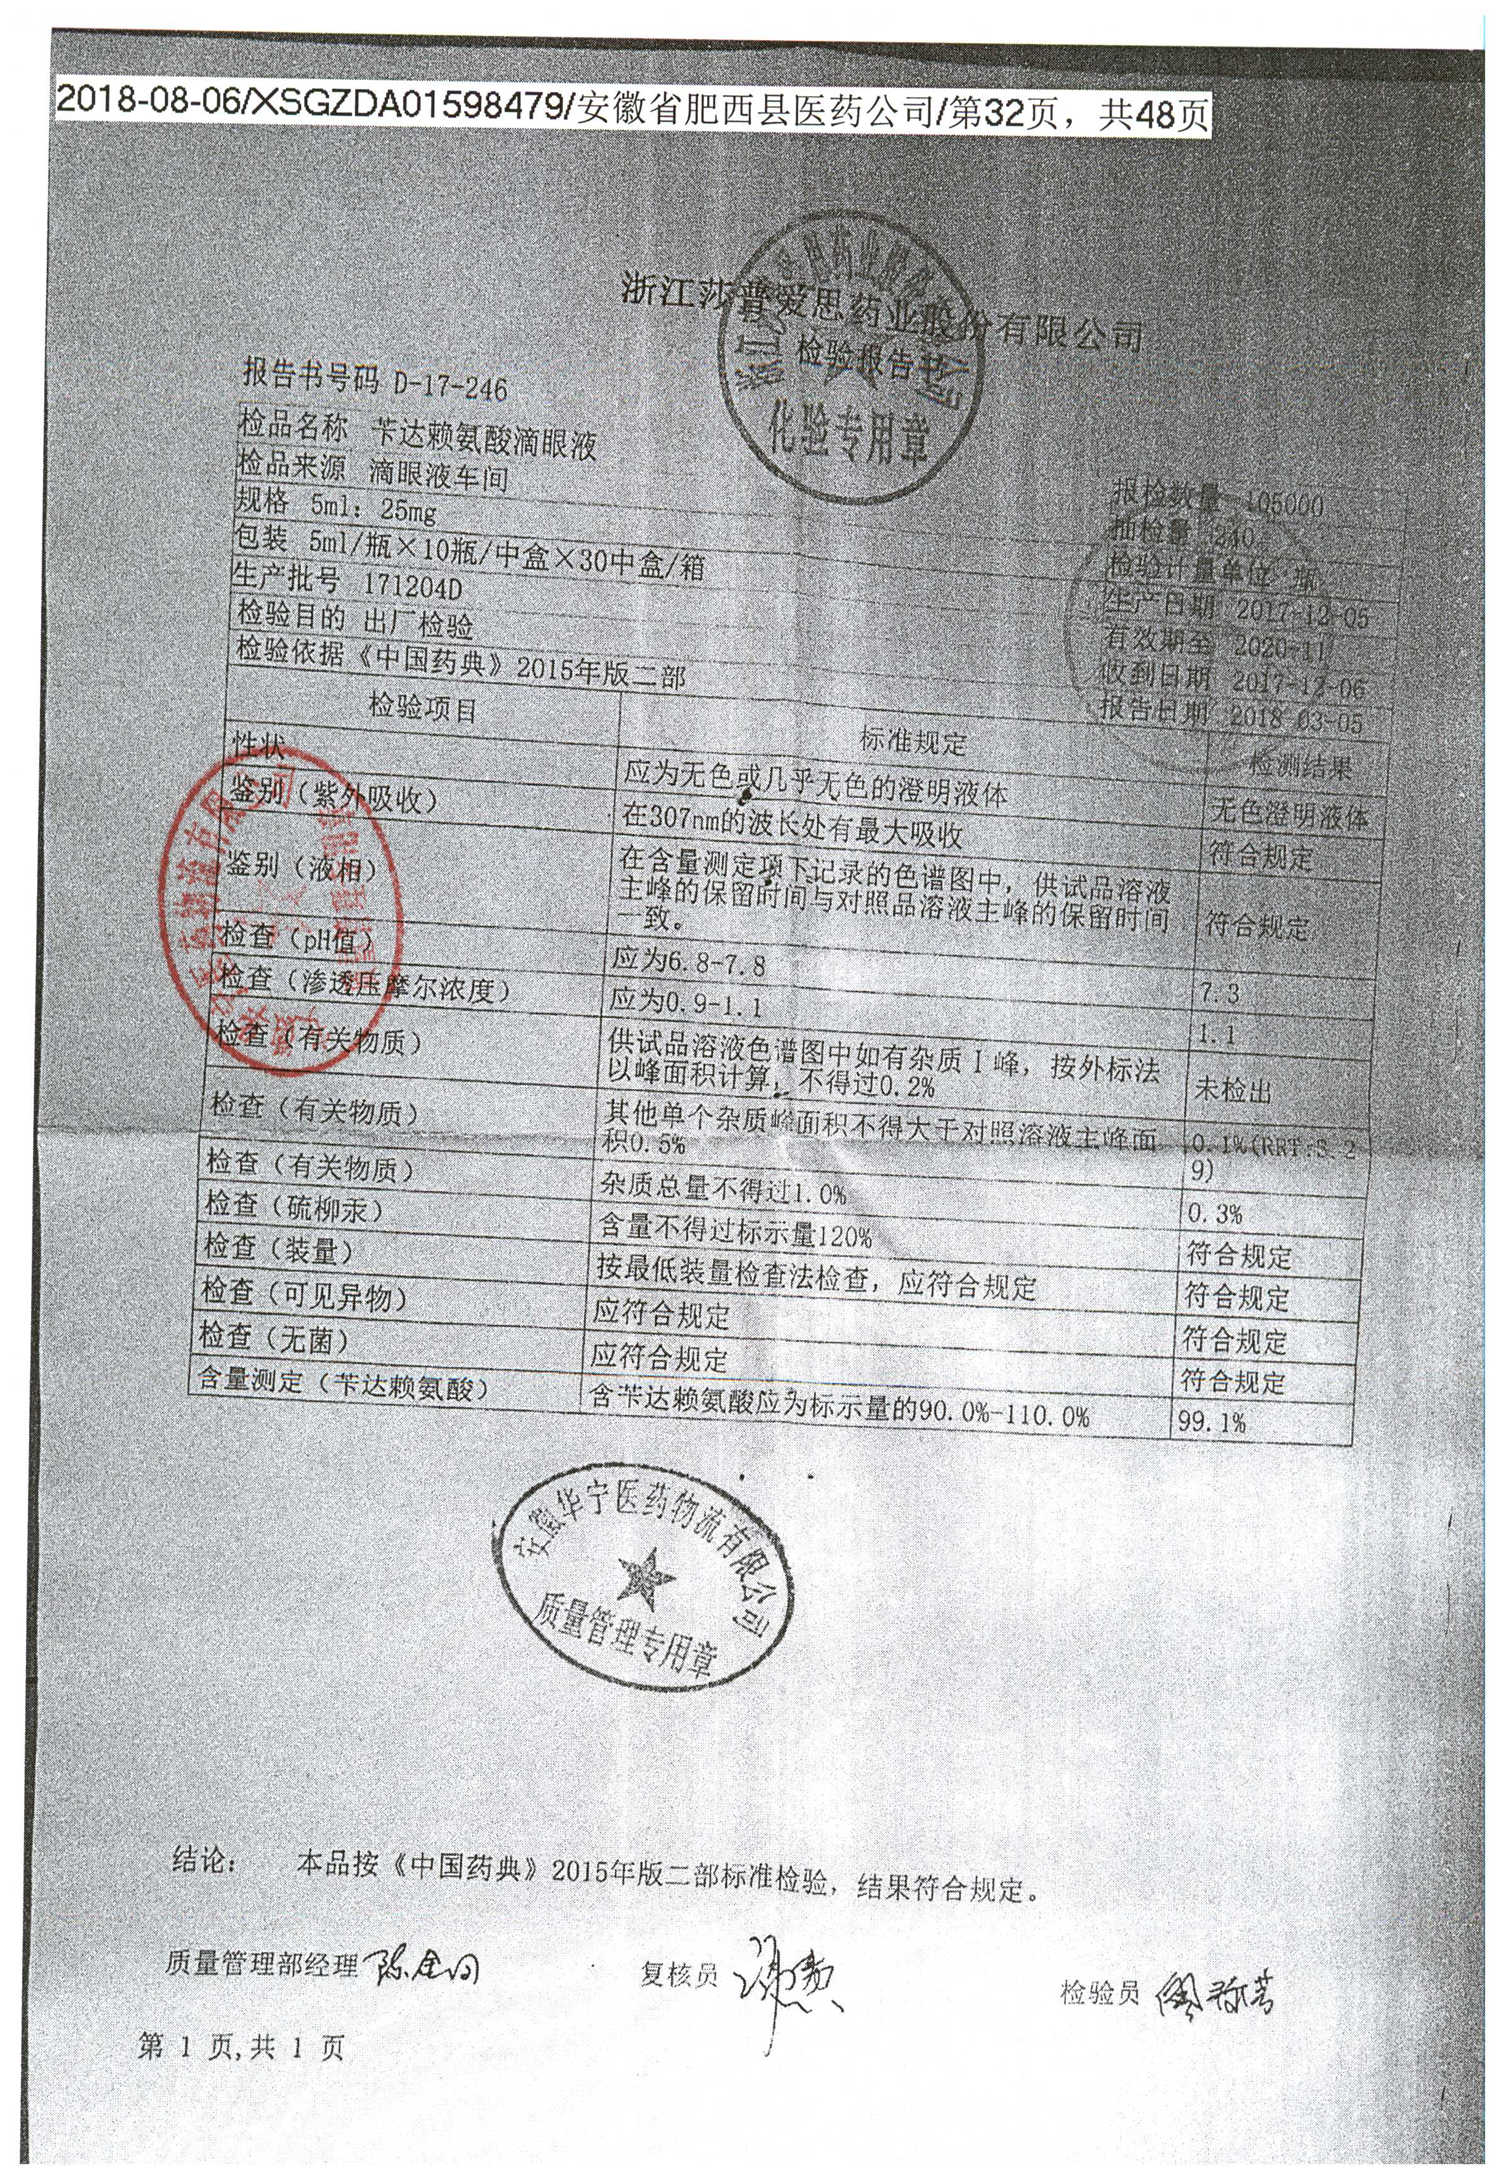 2018-08-06/XSGZDA01598479/安徽省肥西县医药公司/第32页，共48页
浙江莎普爱思药业股份有限公司
检验报告书
化验专用章
报告书号码 D-17-246
检品名称 苄达赖氨酸滴眼液
报检数量 105000
检品来源 滴眼液车间
抽检量 240
规格 5ml：25mg
检验计量单位 瓶
包装 5ml/瓶×10瓶/中盒×30中盒/箱
生产日期 2017-12-05
生产批号 171204D
有效期至 2020-11
检验目的 出厂检验
收到日期 2017-12-06
检验依据《中国药典》2015年版二部
报告日期 2018-03-05
检验项目 标准规定 检测结果
性状 应为无色或几乎无色的澄明液体 无色澄明液体
鉴别（紫外吸收） 在307nm的波长处有最大吸收 符合规定
鉴别（液相） 在含量测定项下记录的色谱图中，供试品溶液
主峰的保留时间与对照品溶液主峰的保留时间
一致。 符合规定
检查（pH值） 应为6.8-7.8 7.3
检查（渗透压摩尔浓度） 应为0.9-1.1 1.1
检查（有关物质） 供试品溶液色谱图中如有杂质Ⅰ峰，按外标法
以峰面积计算，不得过0.2% 未检出
检查（有关物质） 其他单个杂质峰面积不得大于对照溶液主峰面
积0.5% 0.1%(RRT:3.2
9)
检查（有关物质） 杂质总量不得过1.0% 0.3%
检查（硫柳汞） 含量不得过标示量120% 符合规定
检查（装量） 按最低装量检查法检查，应符合规定 符合规定
检查（可见异物） 应符合规定 符合规定
检查（无菌） 应符合规定 符合规定
含量测定（苄达赖氨酸） 含苄达赖氨酸应为标示量的90.0%-110.0% 99.1%
安徽华宁医药物流有限公司
质量管理专用章
结论： 本品按《中国药典》2015年版二部标准检验，结果符合规定。
质量管理部经理 复核员 检验员
第 1 页,共 1 页